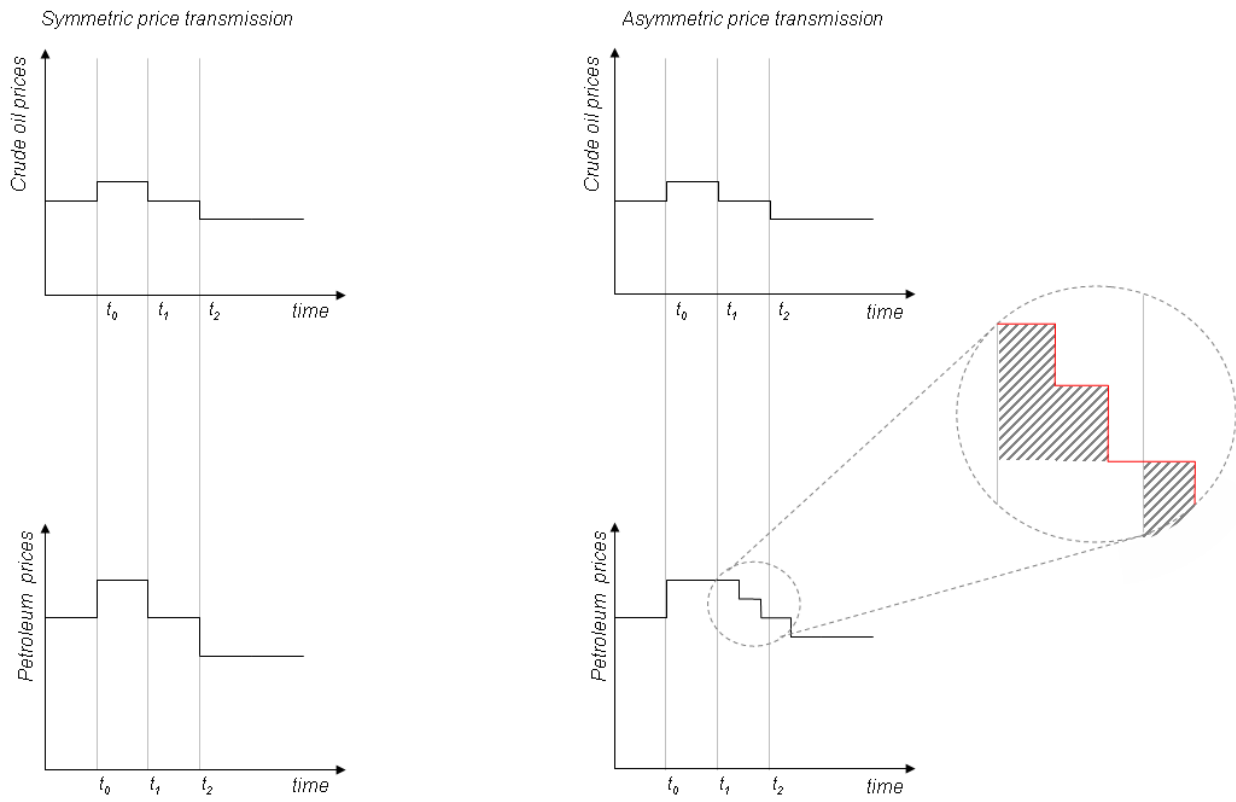 Symmetric price transmission
Asymmetric price transmission
Crude oil prices
t0 t1 t2 time
Crude oil prices
t0 t1 t2 time
Petroleum prices
t0 t1 t2 time
Petroleum prices
t0 t1 t2 time